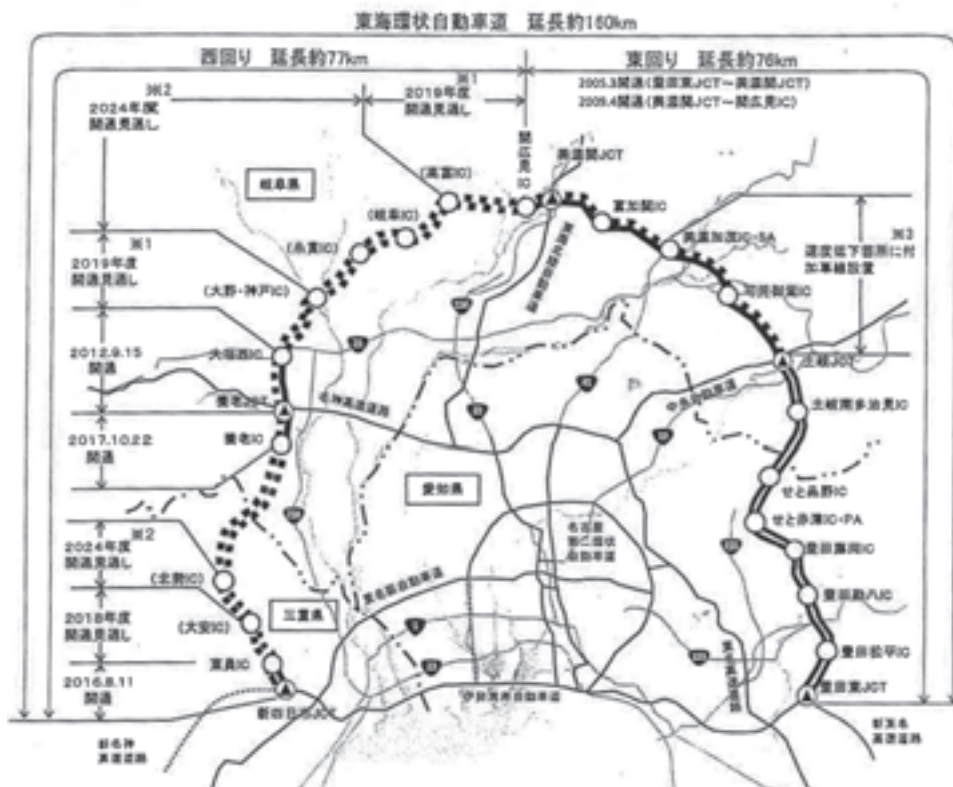 東海環状自動車道 延長約160km
西回り 延長約77km
東回り 延長約76km
2005.3開通(豊田東JCT～美濃関JCT)
2009.4開通(美濃関JCT～関広見IC)
※2
2024年度
開通見通し
※1
2019年度
開通見通し
関広見IC
美濃関JCT
岐阜県
(高富IC)
(岐阜IC)
富加関IC
(糸貫IC)
美濃加茂IC・SA
※3
速度低下箇所に付
加車線設置
※1
2019年度
開通見通し
(大野・神戸IC)
可児御嵩IC
2012.9.15
開通
大垣西IC
土岐JCT
養老JCT
名神高速道路
中央自動車道
土岐南多治見IC
2017.10.22
開通
養老IC
愛知県
せと品野IC
せと赤津IC・PA
※2
2024年度
開通見通し
名古屋
第二環状
自動車道
豊田藤岡IC
(北勢IC)
東名阪自動車道
豊田勘八IC
2018年度
開通見通し
三重県
(大安IC)
東員IC
豊田松平IC
2016.8.11
開通
新四日市JCT
伊勢湾岸自動車道
豊田東JCT
新名神
高速道路
新東名
高速道路